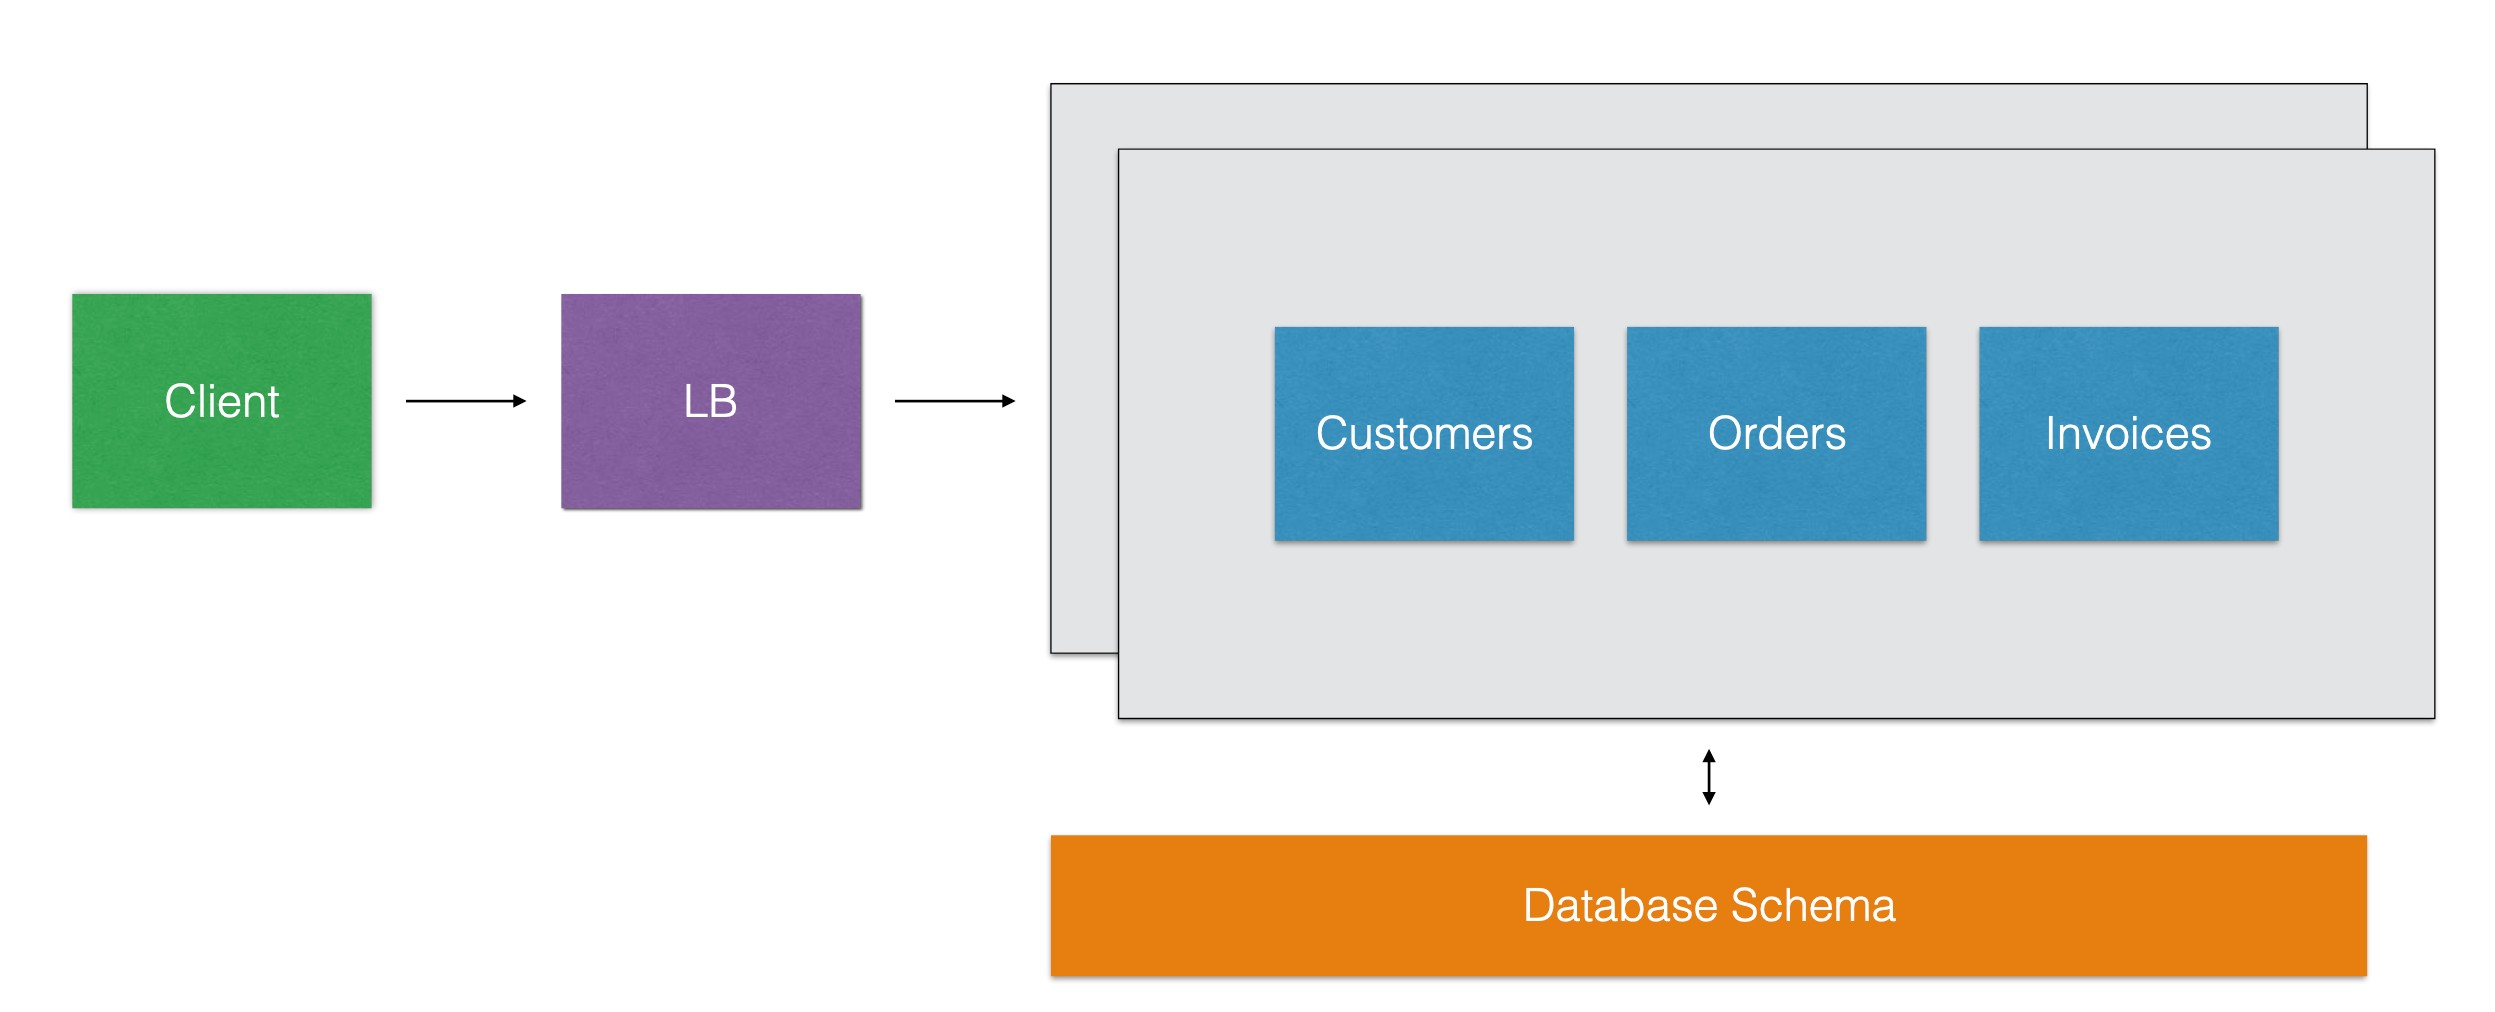 Client
LB
Customers
Orders
Invoices
Database Schema